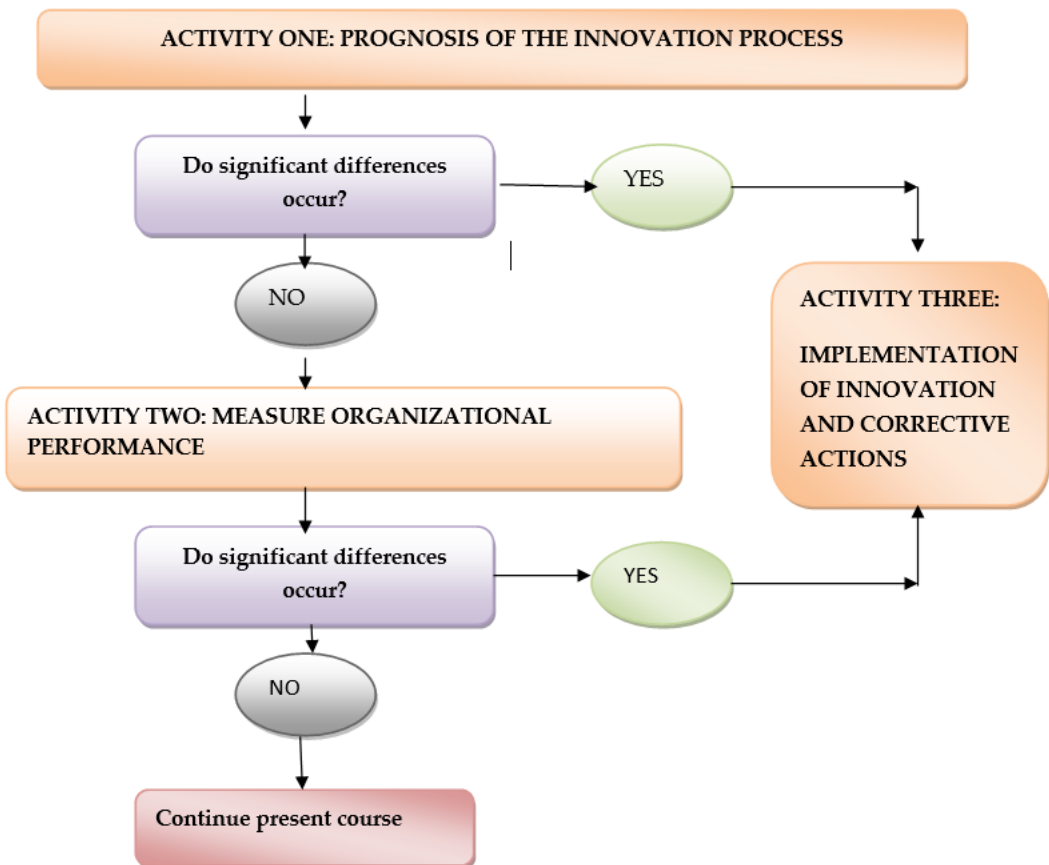 ACTIVITY ONE: PROGNOSIS OF THE INNOVATION PROCESS
Do significant differences
occur?
YES
NO
ACTIVITY THREE:
IMPLEMENTATION
OF INNOVATION
AND CORRECTIVE
ACTIONS
ACTIVITY TWO: MEASURE ORGANIZATIONAL
PERFORMANCE
Do significant differences
occur?
YES
NO
Continue present course